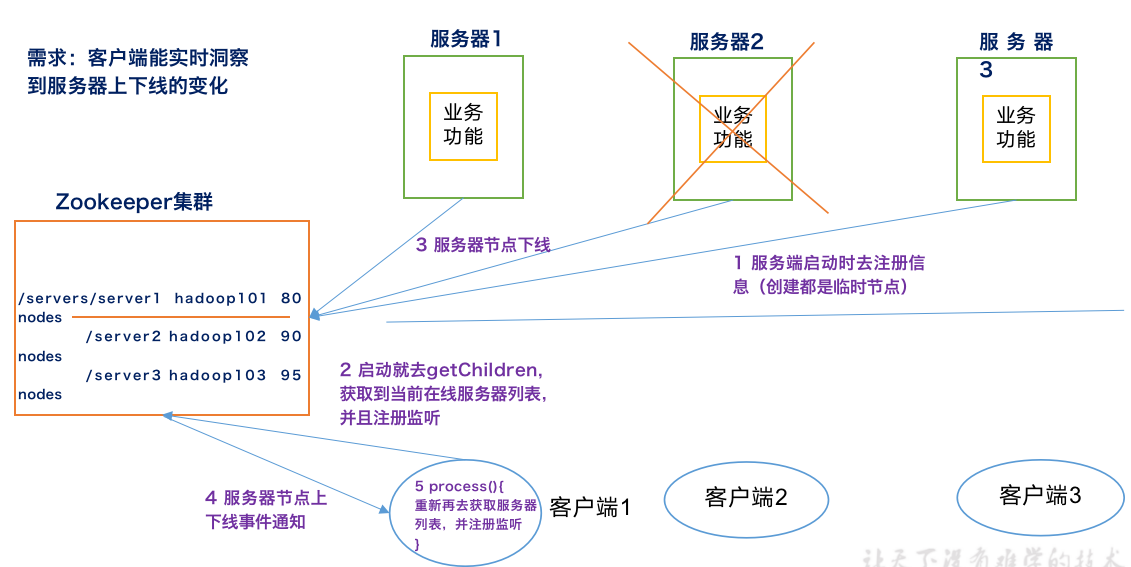 需求：客户端能实时洞察
到服务器上下线的变化
服务器1
服务器2
服 务 器
3
业务
功能
业务
功能
业务
功能
Zookeeper集群
3 服务器节点下线
1 服务端启动时去注册信
息（创建都是临时节点）
/servers/server1 hadoop101 80
nodes
/server2 hadoop102 90
nodes
/server3 hadoop103 95
nodes
2 启动就去getChildren,
获取到当前在线服务器列表，
并且注册监听
4 服务器节点上
下线事件通知
5 process(){
重新再去获取服务器
列表，并注册监听
}
客户端1
客户端2
客户端3
让天下没有难学的技术